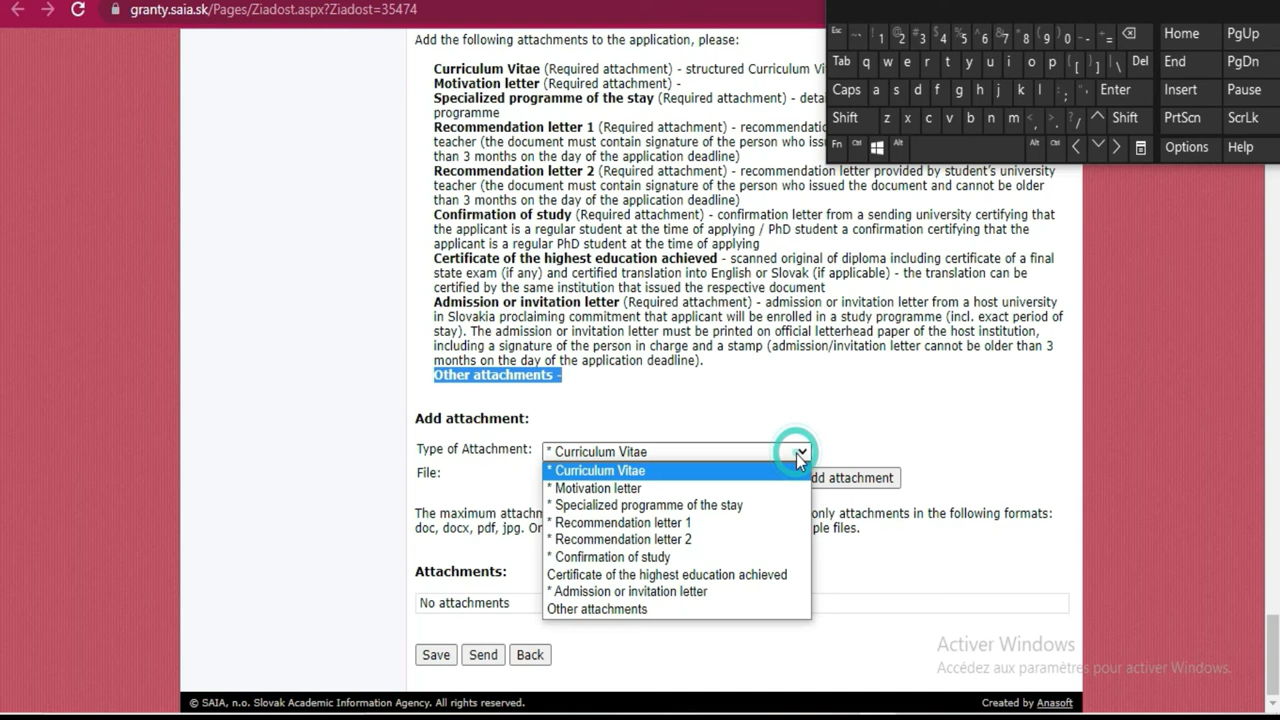 granty.saia.sk/Pages/Ziadost.aspx?Ziadost=35474
Add the following attachments to the application, please:
Curriculum Vitae (Required attachment) - structured Curriculum Vi
Motivation letter (Required attachment) -
Specialized programme of the stay (Required attachment) - deta
programme
Recommendation letter 1 (Required attachment) - recommendatio
teacher (the document must contain signature of the person who issu
than 3 months on the day of the application deadline)
Recommendation letter 2 (Required attachment) - recommendation letter provided by student's university
teacher (the document must contain signature of the person who issued the document and cannot be older
than 3 months on the day of the application deadline)
Confirmation of study (Required attachment) - confirmation letter from a sending university certifying that
the applicant is a regular student at the time of applying / PhD student a confirmation certifying that the
applicant is a regular PhD student at the time of applying
Certificate of the highest education achieved - scanned original of diploma including certificate of a final
state exam (if any) and certified translation into English or Slovak (if applicable) - the translation can be
certified by the same institution that issued the respective document
Admission or invitation letter (Required attachment) - admission or invitation letter from a host university
in Slovakia proclaiming commitment that applicant will be enrolled in a study programme (incl. exact period of
stay). The admission or invitation letter must be printed on official letterhead paper of the host institution,
including a signature of the person in charge and a stamp (admission/invitation letter cannot be older than 3
months on the day of the application deadline).
Other attachments -
Add attachment:
Type of Attachment: * Curriculum Vitae
* Curriculum Vitae
* Motivation letter
* Specialized programme of the stay
* Recommendation letter 1
* Recommendation letter 2
* Confirmation of study
Certificate of the highest education achieved
* Admission or invitation letter
Other attachments
File: dd attachment
The maximum attachm only attachments in the following formats:
doc, docx, pdf, jpg. On ple files.
Attachments:
No attachments
Save Send Back
© SAIA, n.o. Slovak Academic Information Agency. All rights reserved. Created by Anasoft
Activer Windows
Accédez aux paramètres pour activer Windows.
Esc ~ ` ! 1 @ 2 # 3 $ 4 % 5 ^ 6 & 7 * 8 ( 9 ) 0 _ - + = Home PgUp
Tab q w e r t y u i o p { [ } ] | \ Del End PgDn
Caps a s d f g h j k l : ; " ' Enter Insert Pause
Shift z x c v b n m < , > . ? / Shift PrtScn ScrLk
Fn Ctrl Alt Alt Ctrl Options Help